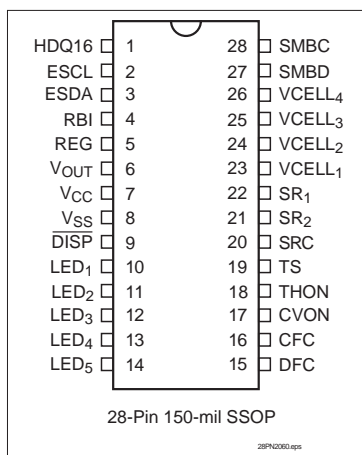 HDQ16 1 28 SMBC
ESCL 2 27 SMBD
ESDA 3 26 VCELL4
RBI 4 25 VCELL3
REG 5 24 VCELL2
VOUT 6 23 VCELL1
VCC 7 22 SR1
VSS 8 21 SR2
DISP 9 20 SRC
LED1 10 19 TS
LED2 11 18 THON
LED3 12 17 CVON
LED4 13 16 CFC
LED5 14 15 DFC
28-Pin 150-mil SSOP
28PN2060.eps